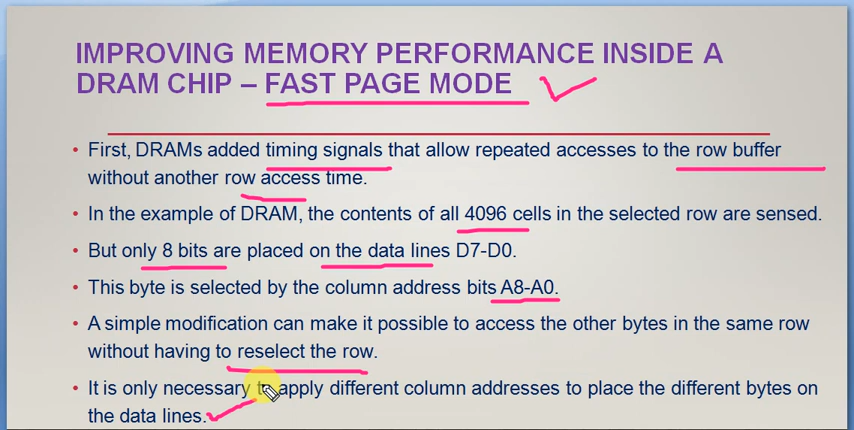 IMPROVING MEMORY PERFORMANCE INSIDE A
DRAM CHIP – FAST PAGE MODE
• First, DRAMs added timing signals that allow repeated accesses to the row buffer
without another row access time.
• In the example of DRAM, the contents of all 4096 cells in the selected row are sensed.
• But only 8 bits are placed on the data lines D7-D0.
• This byte is selected by the column address bits A8-A0.
• A simple modification can make it possible to access the other bytes in the same row
without having to reselect the row.
• It is only necessary to apply different column addresses to place the different bytes on
the data lines.